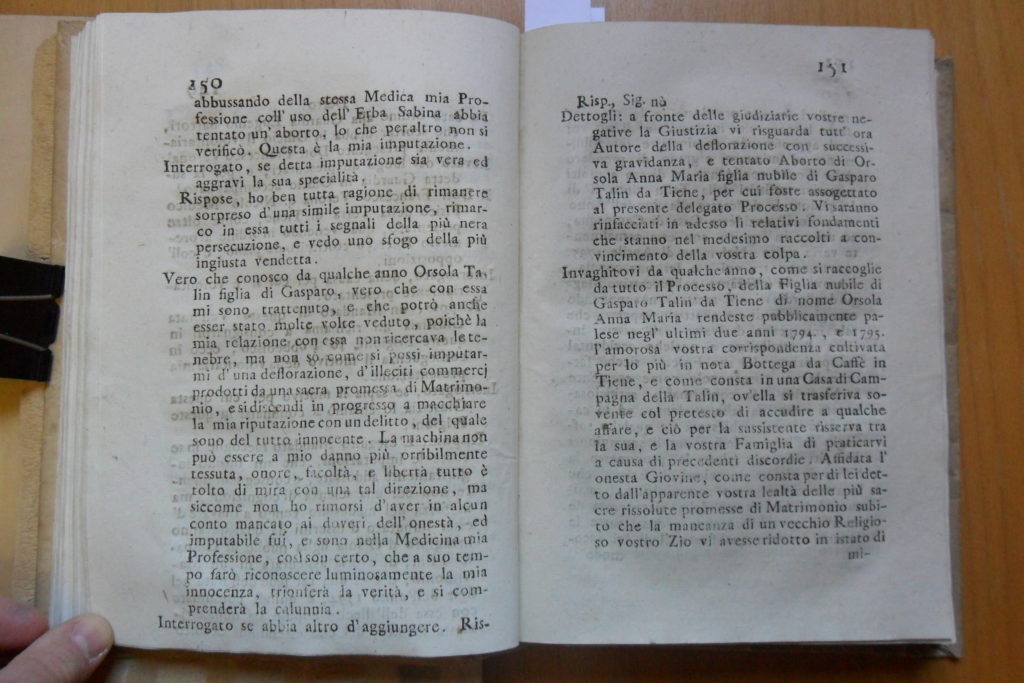 150
abbussando della stessa Medica mia Pro-
fessione coll'uso dell'Erba Sabina abbia
tentato un'aborto, lo che peraltro non si
verificò. Questa è la mia imputazione.
Interrogato, se detta imputazione sia vera ed
aggravi la sua specialità.
Rispose, ho ben tutta ragione di rimanere
sorpreso d'una simile imputazione, rimar-
co in essa tutti i segnali della più nera
persecuzione, e vedo uno sfogo della più
ingiusta vendetta.
Vero che conosco da qualche anno Orsola Ta-
lin figlia di Gasparo, vero che con essa
mi sono trattenuto, e che potrò anche
esser stato molte volte veduto, poichè la
mia relazione con essa non ricercava le te-
nebre, ma non so come si possi imputar-
mi d'una deflorazione, d'illeciti commercj
prodotti da una sacra promessa di Matrimo-
nio, e si discendi in progresso a macchiare
la mia riputazione con un delitto, del quale
sono del tutto innocente. La machina non
può essere a mio danno più orribilmente
tessuta, onore, facoltà, e libertà tutto è
tolto di mira con una tal direzione, ma
siccome non ho rimorsi d'aver in alcun
conto mancato ai doveri dell'onestà, ed
imputabile fui, e sono nella Medicina mia
Professione, così son certo, che a suo tem-
po farò riconoscere luminosamente la mia
innocenza, trionferà la verità, e si com-
prenderà la calunnia.
Interrogato se abbia altro d'aggiungere. Ris-
151
Risp., Sig. nò
Dettogli: a fronte delle giudiziarie vostre ne-
gative la Giustizia vi risguarda tutt'ora
Autore della deflorazione con successi-
va gravidanza, e tentato Aborto di Or-
sola Anna Maria figlia nubile di Gasparo
Talin da Tiene, per cui foste assogettato
al presente delegato Processo. Vi saranno
rinfacciati in adesso li relativi fondamenti
che stanno nel medesimo raccolti a con-
vincimento della vostra colpa.
Invaghitovi da qualche anno, come si raccoglie
da tutto il Processo, della Figlia nubile di
Gasparo Talin da Tiene di nome Orsola
Anna Maria rendeste pubblicamente pa-
lese negl'ultimi due anni 1794., e 1795.
l'amorosa vostra corrispondenza coltivata
per lo più in nota Bottega da Caffè in
Tiene, e come consta in una Casa di Cam-
pagna della Talin, ov'ella si trasferiva so-
vente col pretesto di accudire a qualche
affare, e ciò per la sussistente risserva tra
la sua, e la vostra Famiglia di praticarvi
a causa di precedenti discordie. Affidata l'
onesta Giovine, come consta per di lei det-
to dall'apparente vostra lealtà delle più sa-
cre rissolute promesse di Matrimonio subi-
to che la mancanza di un vecchio Religio-
so vostro Zio vi avesse ridotto in istato di
mi-